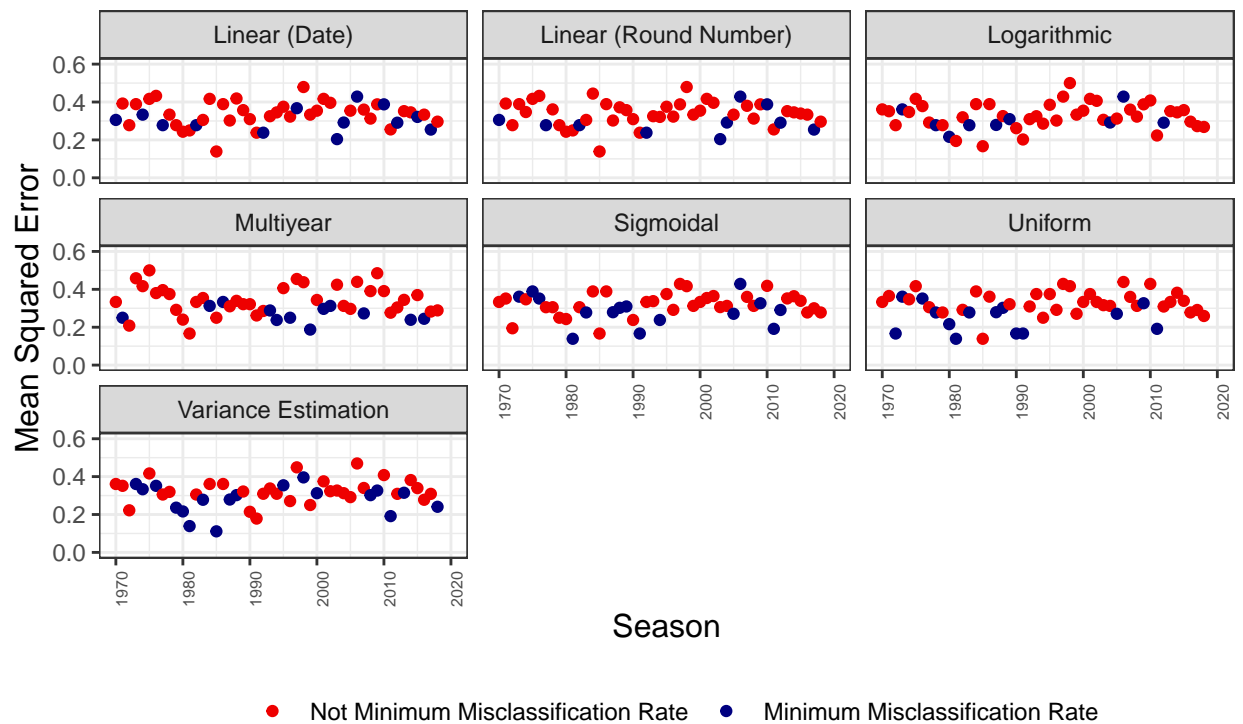 Linear (Date) Linear (Round Number) Logarithmic
0.6
0.4
0.2
0.0
Multiyear Sigmoidal Uniform
0.6
0.4
0.2
0.0
1970 1980 1990 2000 2010 2020 1970 1980 1990 2000 2010 2020
Variance Estimation
0.6
0.4
0.2
0.0
1970 1980 1990 2000 2010 2020
Mean Squared Error
Season
Not Minimum Misclassification Rate Minimum Misclassification Rate